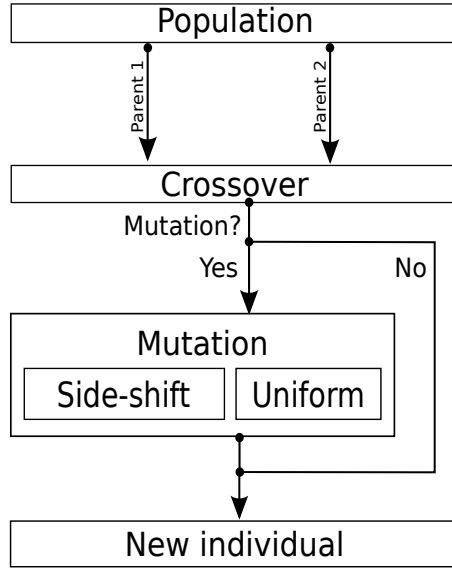 Population
Parent 1
Parent 2
Crossover
Mutation?
Yes
No
Mutation
Side-shift
Uniform
New individual